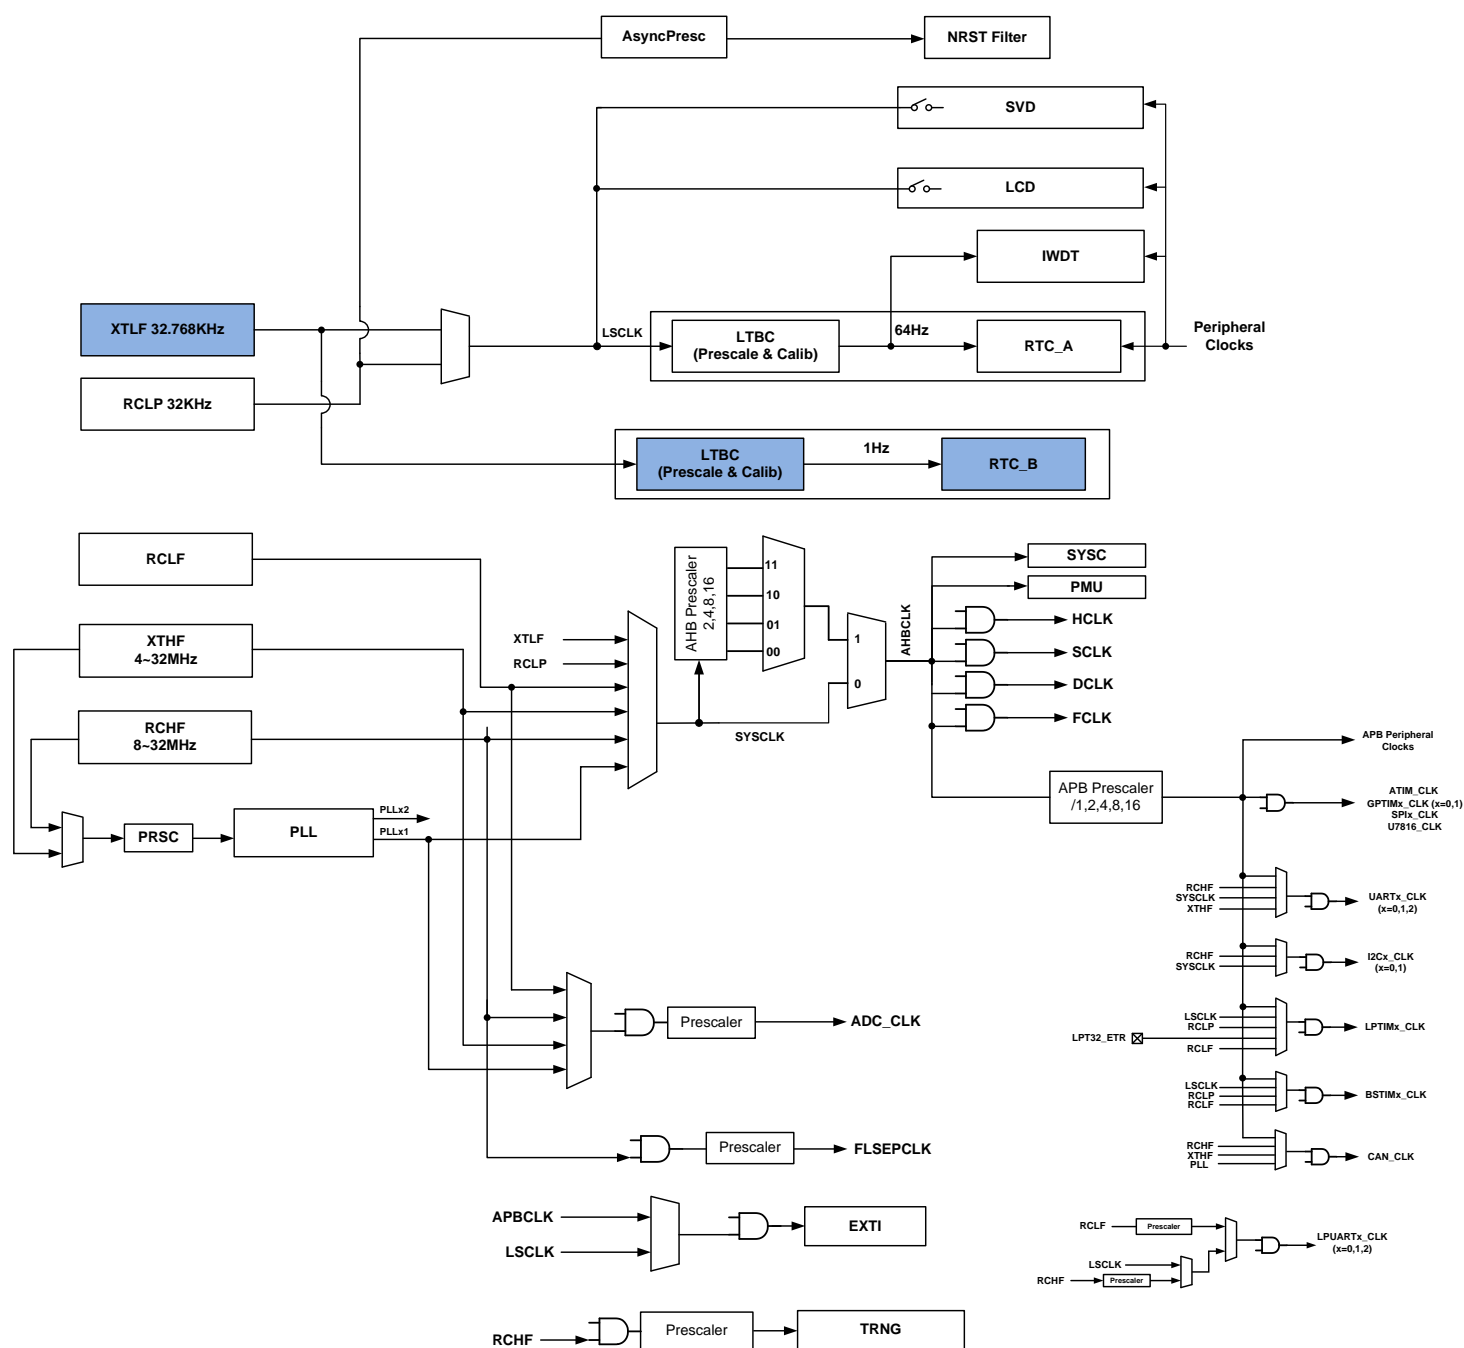 AsyncPresc
NRST Filter
SVD
LCD
IWDT
XTLF 32.768KHz
LSCLK
LTBC
(Prescale & Calib)
64Hz
RTC_A
Peripheral
Clocks
RCLP 32KHz
LTBC
(Prescale & Calib)
1Hz
RTC_B
RCLF
XTHF
4~32MHz
RCHF
8~32MHz
PRSC
PLL
PLLx2
PLLx1
XTLF
RCLP
SYSCLK
AHB Prescaler
2,4,8,16
11
10
01
00
1
0
AHBCLK
SYSC
PMU
HCLK
SCLK
DCLK
FCLK
APB Prescaler
/1,2,4,8,16
APB Peripheral
Clocks
ATIM_CLK
GPTIMx_CLK (x=0,1)
SPIx_CLK
U7816_CLK
RCHF
SYSCLK
XTHF
UARTx_CLK
(x=0,1,2)
RCHF
SYSCLK
I2Cx_CLK
(x=0,1)
LSCLK
RCLP
LPT32_ETR
RCLF
LPTIMx_CLK
LSCLK
RCLP
RCLF
BSTIMx_CLK
RCHF
XTHF
PLL
CAN_CLK
Prescaler
ADC_CLK
Prescaler
FLSEPCLK
APBCLK
LSCLK
EXTI
RCLF
Prescaler
LSCLK
RCHF
Prescaler
LPUARTx_CLK
(x=0,1,2)
RCHF
Prescaler
TRNG